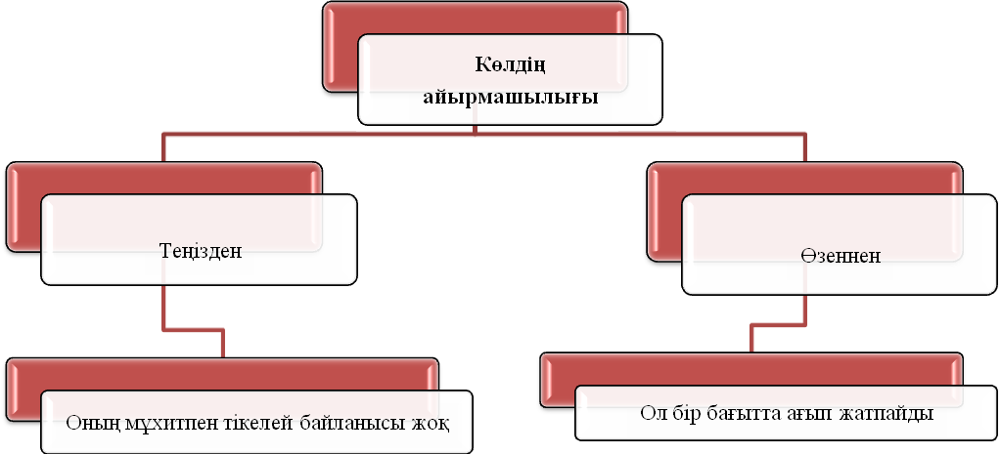 Көлдің
айырмашылығы
Теңізден
Өзеннен
Оның мұхитпен тікелей байланысы жоқ
Ол бір бағытта ағып жатпайды